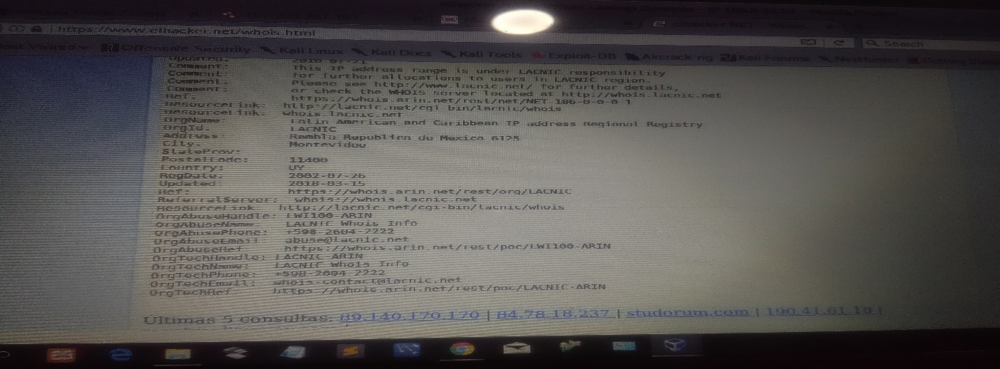 https://www.elhacker.net/whois.html
Search
Most Visited Offensive Security Kali Linux Kali Docs Kali Tools Exploit-DB Aircrack-ng Kali Forums NetHunter Getting
Updated: 2010-07-21
Comment: This IP address range is under LACNIC responsibility
Comment: for further allocations to users in LACNIC region.
Comment: Please see http://www.lacnic.net/ for further details,
Comment: or check the WHOIS server located at http://whois.lacnic.net
Ref: https://whois.arin.net/rest/net/NET-186-0-0-0-1
ResourceLink: http://lacnic.net/cgi-bin/lacnic/whois
ResourceLink: whois.lacnic.net
OrgName: Latin American and Caribbean IP address Regional Registry
OrgId: LACNIC
Address: Rambla Republica de Mexico 6125
City: Montevideo
StateProv:
PostalCode: 11400
Country: UY
RegDate: 2002-07-26
Updated: 2018-03-15
Ref: https://whois.arin.net/rest/org/LACNIC
ReferralServer: whois://whois.lacnic.net
ResourceLink: http://lacnic.net/cgi-bin/lacnic/whois
OrgAbuseHandle: LWI100-ARIN
OrgAbuseName: LACNIC Whois Info
OrgAbusePhone: +598-2604-2222
OrgAbuseEmail: abuse@lacnic.net
OrgAbuseRef: https://whois.arin.net/rest/poc/LWI100-ARIN
OrgTechHandle: LACNIC-ARIN
OrgTechName: LACNIC Whois Info
OrgTechPhone: +598-2604-2222
OrgTechEmail: whois-contact@lacnic.net
OrgTechRef: https://whois.arin.net/rest/poc/LACNIC-ARIN
Ultimas 5 consultas: 89.140.170.170 | 84.78.18.237 | studorum.com | 190.41.61.18 |